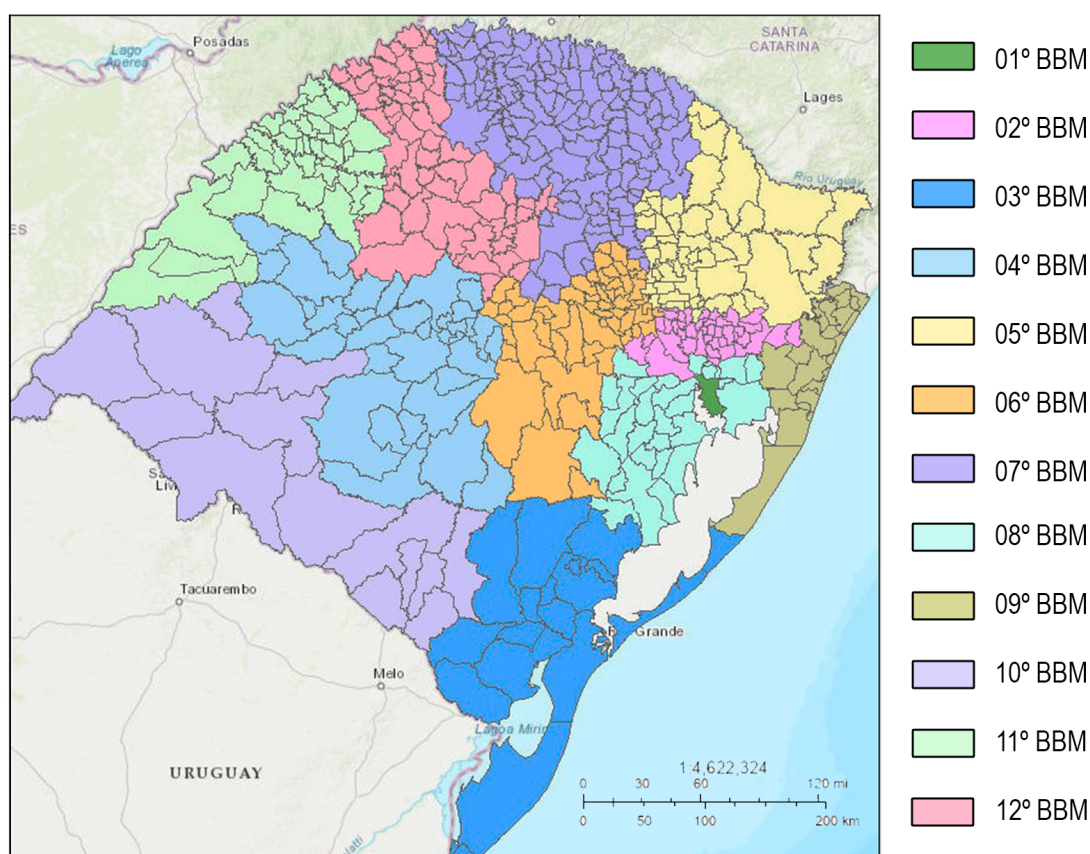 SANTA
CATARINA
Posadas
Lago
Aperea
Lages
Rio Uruguay
ES
Tacuarembo
Grande
Melo
Lagoa Mirim
URUGUAY
1:4,622,324
0 30 60 120 mi
0 50 100 200 km
01º BBM
02º BBM
03º BBM
04º BBM
05º BBM
06º BBM
07º BBM
08º BBM
09º BBM
10º BBM
11º BBM
12º BBM